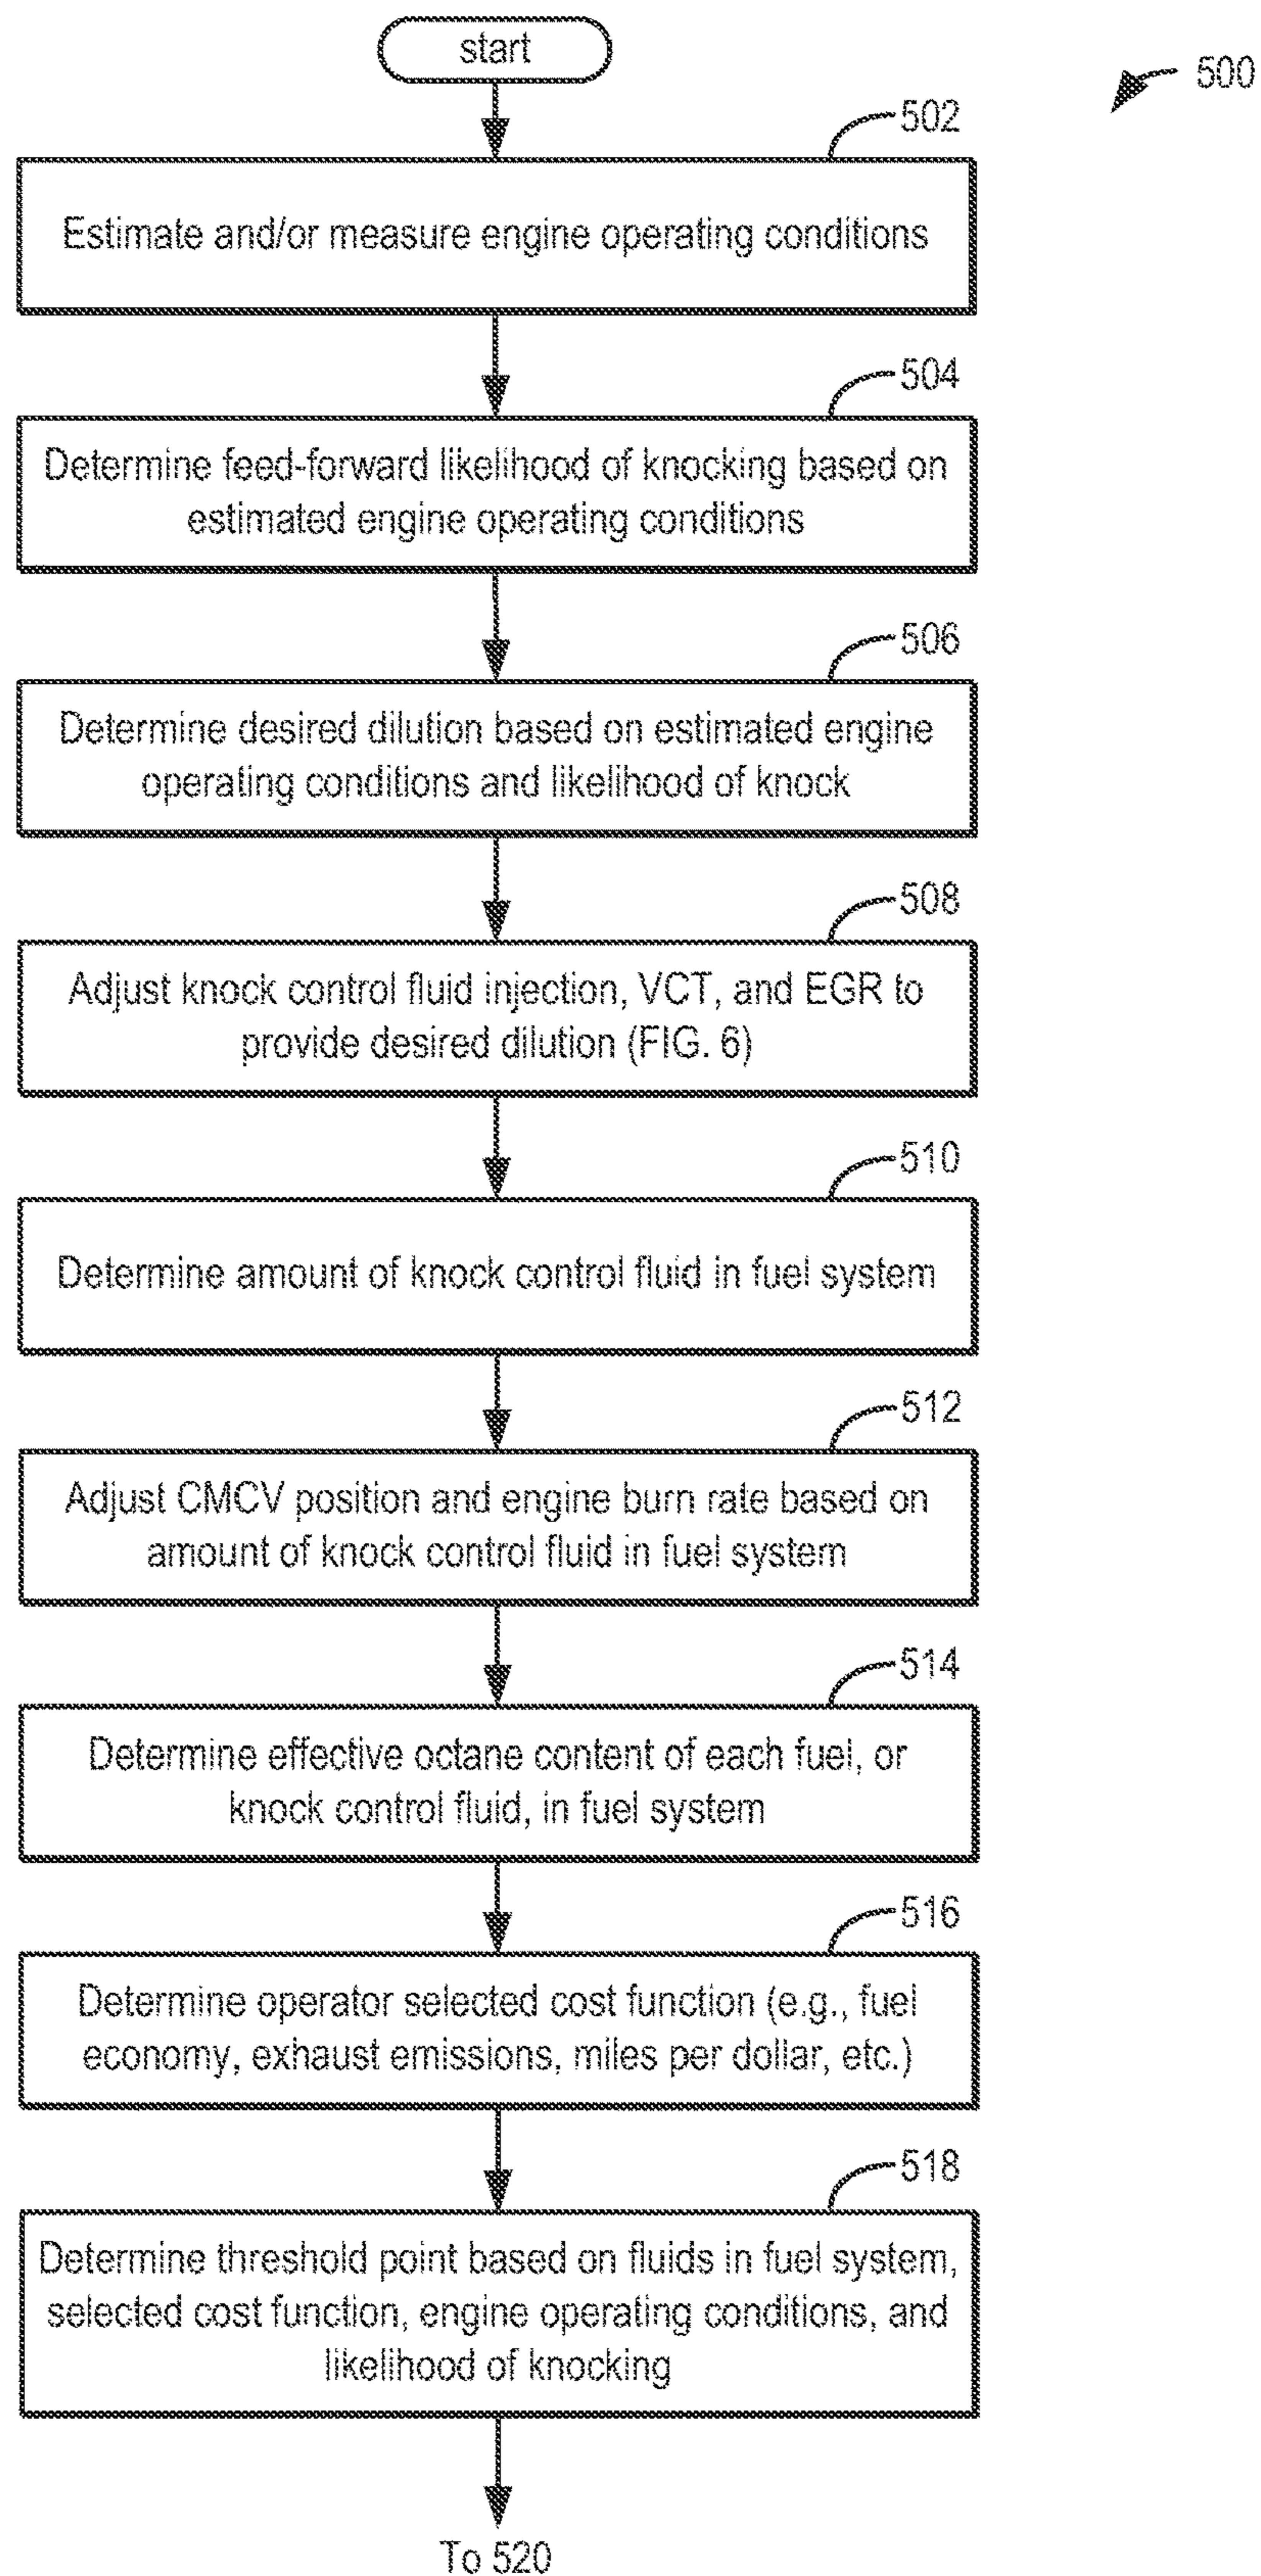 start
500
502
Estimate and/or measure engine operating conditions
504
Determine feed-forward likelihood of knocking based on
estimated engine operating conditions
506
Determine desired dilution based on estimated engine
operating conditions and likelihood of knock
508
Adjust knock control fluid injection, VCT, and EGR to
provide desired dilution (FIG. 6)
510
Determine amount of knock control fluid in fuel system
512
Adjust CMCV position and engine burn rate based on
amount of knock control fluid in fuel system
514
Determine effective octane content of each fuel, or
knock control fluid, in fuel system
516
Determine operator selected cost function (e.g., fuel
economy, exhaust emissions, miles per dollar, etc.)
518
Determine threshold point based on fluids in fuel system,
selected cost function, engine operating conditions, and
likelihood of knocking
To 520